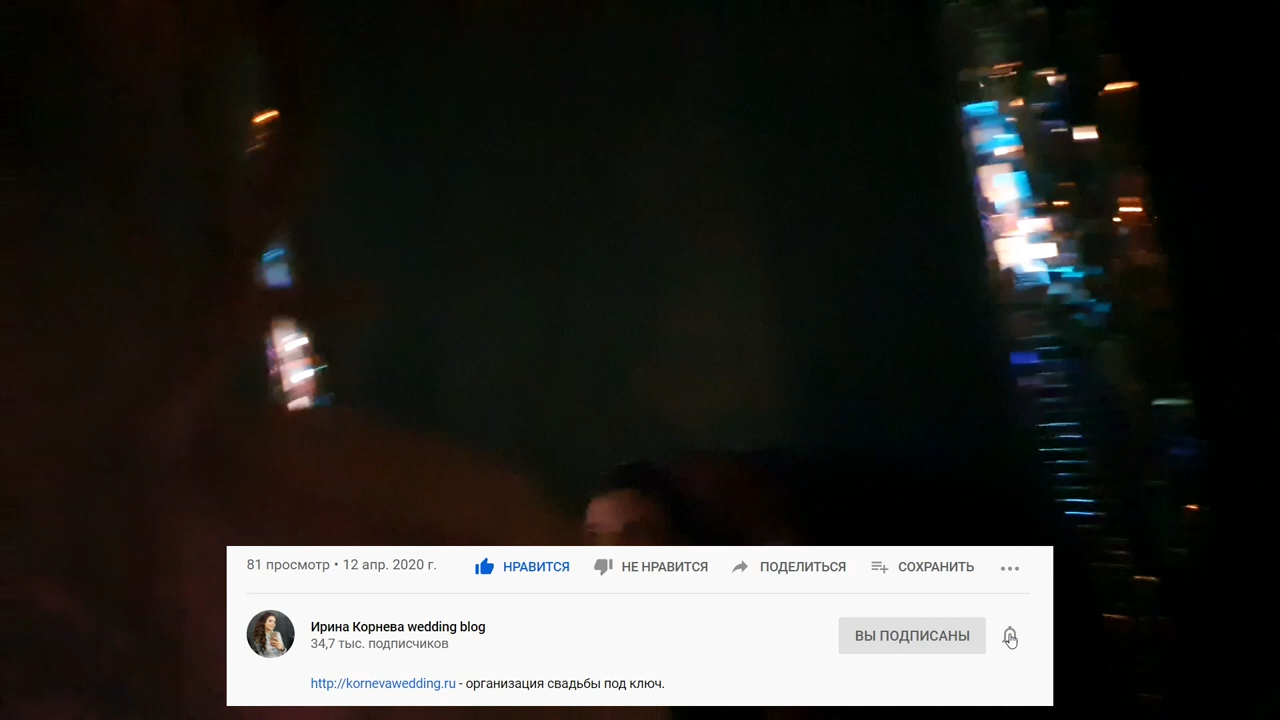 81 просмотр • 12 апр. 2020 г. НРАВИТСЯ НЕ НРАВИТСЯ ПОДЕЛИТЬСЯ СОХРАНИТЬ
Ирина Корнева wedding blog
34,7 тыс. подписчиков
ВЫ ПОДПИСАНЫ
http://kornevawedding.ru - организация свадьбы под ключ.